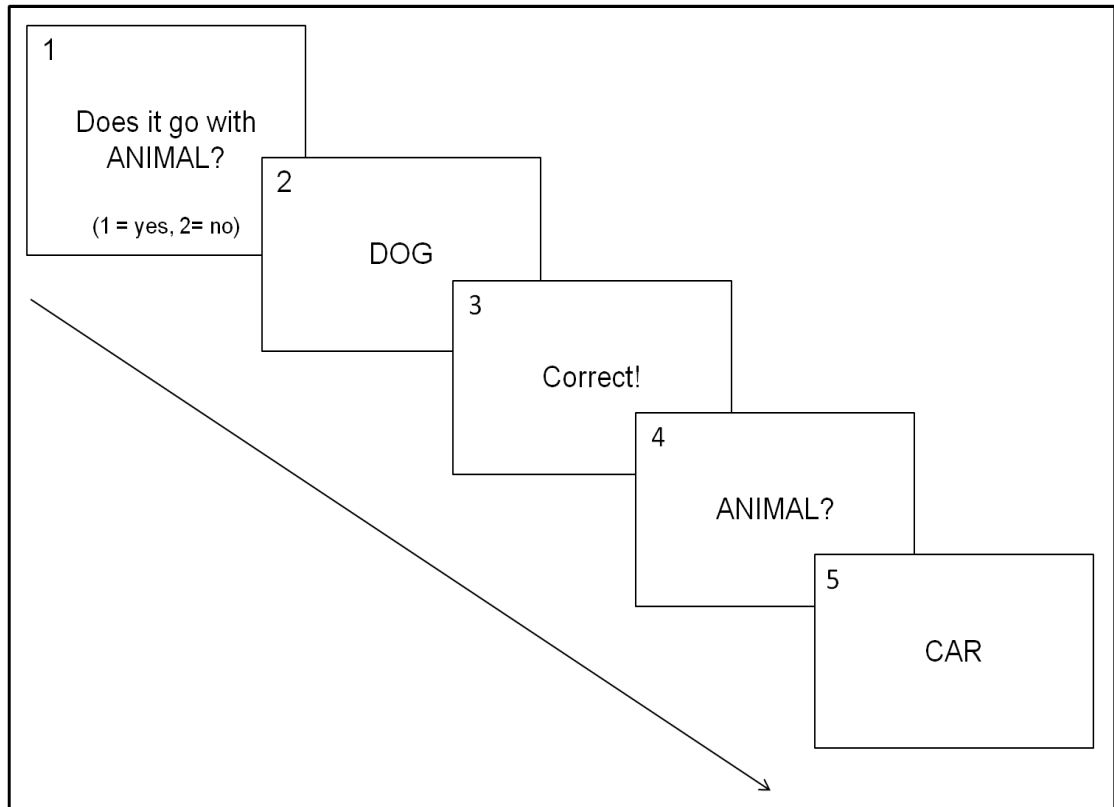 1
Does it go with
ANIMAL?
(1 = yes, 2= no)
2
DOG
3
Correct!
4
ANIMAL?
5
CAR